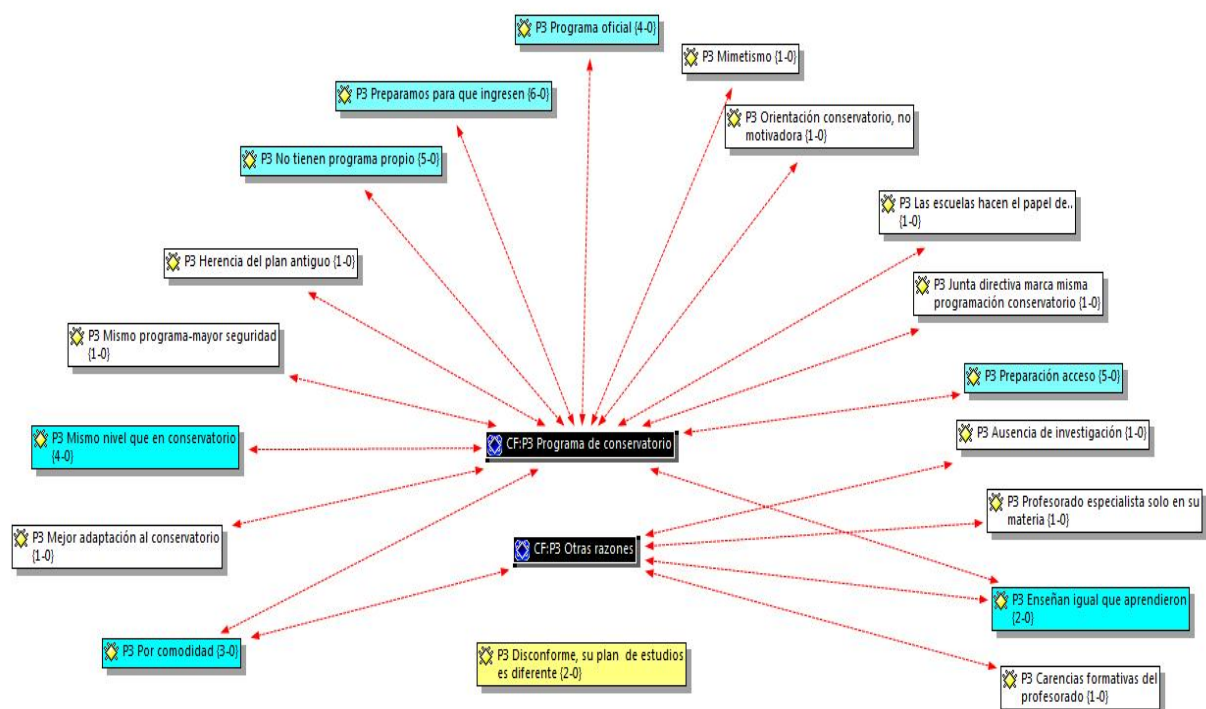 P3 Programa oficial {4-0}
P3 Mimetismo {1-0}
P3 Preparamos para que ingresen {6-0}
P3 Orientación conservatorio, no
motivadora {1-0}
P3 No tienen programa propio {5-0}
P3 Las escuelas hacen el papel de..
{1-0}
P3 Herencia del plan antiguo {1-0}
P3 Junta directiva marca misma
programación conservatorio {1-0}
P3 Mismo programa-mayor seguridad
{1-0}
P3 Preparación acceso {5-0}
P3 Mismo nivel que en conservatorio
{4-0}
CF:P3 Programa de conservatorio
P3 Ausencia de investigación {1-0}
P3 Profesorado especialista solo en su
materia {1-0}
P3 Mejor adaptación al conservatorio
{1-0}
CF:P3 Otras razones
P3 Enseñan igual que aprendieron
{2-0}
P3 Por comodidad {3-0}
P3 Disconforme, su plan  de estudios
es diferente {2-0}
P3 Carencias formativas del
profesorado {1-0}